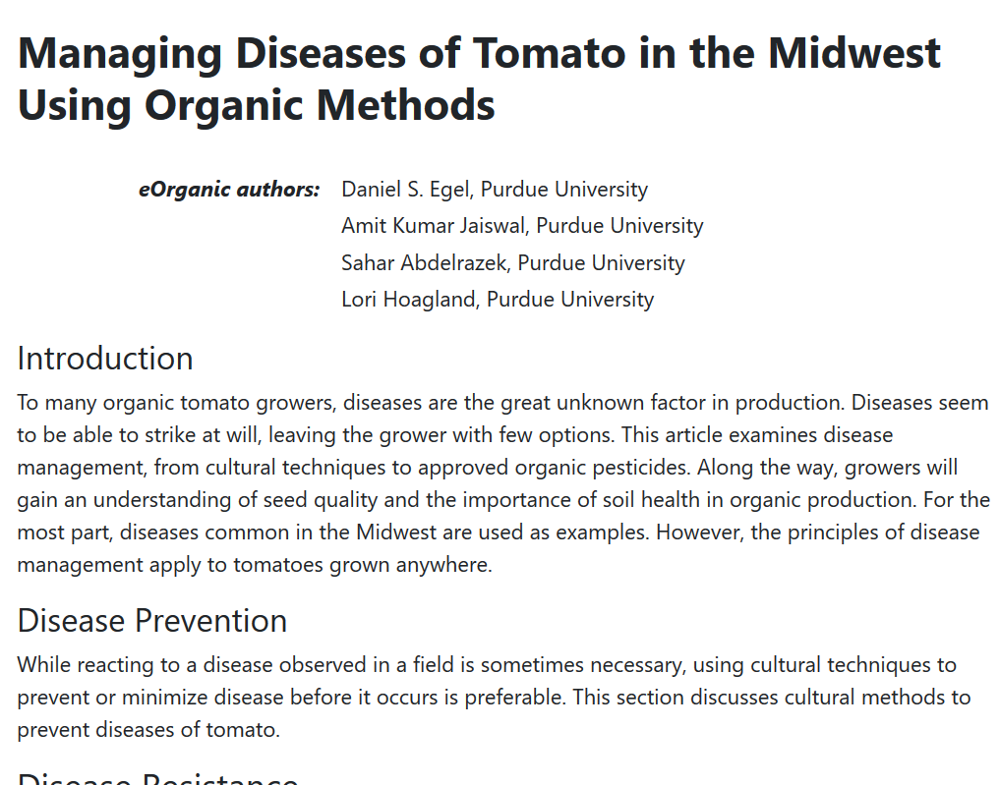 Managing Diseases of Tomato in the Midwest
Using Organic Methods
eOrganic authors: Daniel S. Egel, Purdue University
Amit Kumar Jaiswal, Purdue University
Sahar Abdelrazek, Purdue University
Lori Hoagland, Purdue University
Introduction
To many organic tomato growers, diseases are the great unknown factor in production. Diseases seem
to be able to strike at will, leaving the grower with few options. This article examines disease
management, from cultural techniques to approved organic pesticides. Along the way, growers will
gain an understanding of seed quality and the importance of soil health in organic production. For the
most part, diseases common in the Midwest are used as examples. However, the principles of disease
management apply to tomatoes grown anywhere.
Disease Prevention
While reacting to a disease observed in a field is sometimes necessary, using cultural techniques to
prevent or minimize disease before it occurs is preferable. This section discusses cultural methods to
prevent diseases of tomato.
Disease Resistance